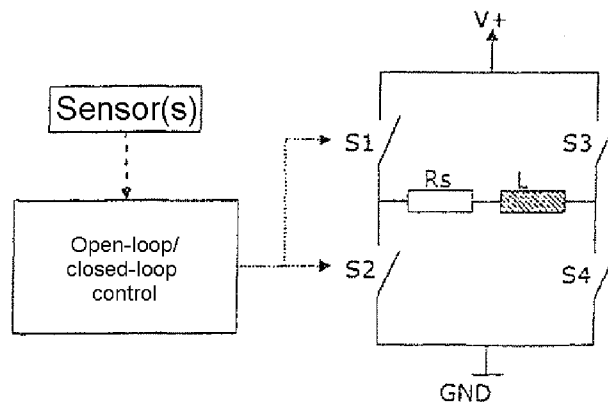 V+
Sensor(s)
S1
S3
Rs
L
Open-loop/
closed-loop
control
S2
S4
GND